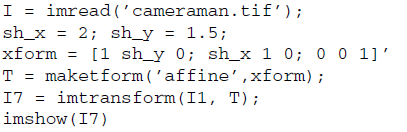 I = imread('cameraman.tif');
sh_x = 2; sh_y = 1.5;
xform = [1 sh_y 0; sh_x 1 0; 0 0 1]'
T = maketform('affine',xform);
I7 = imtransform(I1, T);
imshow(I7)